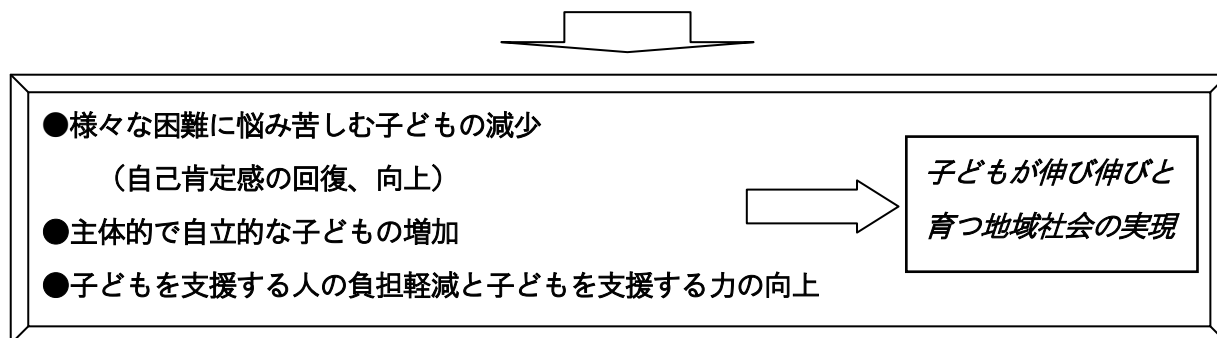 ●様々な困難に悩み苦しむ子どもの減少
（自己肯定感の回復、向上）
●主体的で自立的な子どもの増加
●子どもを支援する人の負担軽減と子どもを支援する力の向上
子どもが伸び伸びと
育つ地域社会の実現